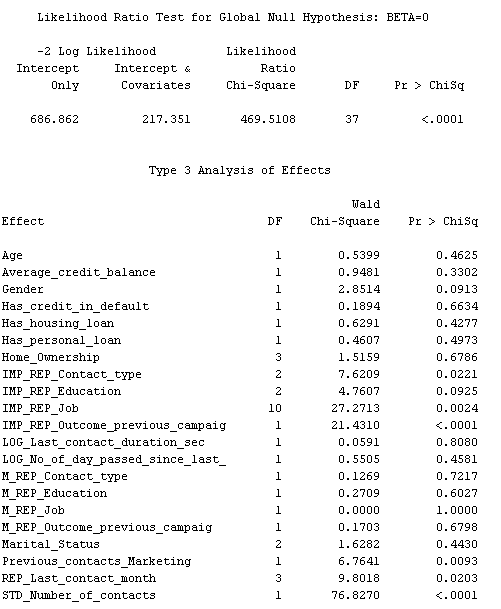 Likelihood Ratio Test for Global Null Hypothesis: BETA=0
-2 Log Likelihood Likelihood
Intercept Intercept & Ratio
Only Covariates Chi-Square DF Pr > ChiSq
686.862 217.351 469.5108 37 <.0001
Type 3 Analysis of Effects
Wald
Effect DF Chi-Square Pr > ChiSq
Age 1 0.5399 0.4625
Average_credit_balance 1 0.9481 0.3302
Gender 1 2.8514 0.0913
Has_credit_in_default 1 0.1894 0.6634
Has_housing_loan 1 0.6291 0.4277
Has_personal_loan 1 0.4607 0.4973
Home_Ownership 3 1.5159 0.6786
IMP_REP_Contact_type 2 7.6209 0.0221
IMP_REP_Education 2 4.7607 0.0925
IMP_REP_Job 10 27.2713 0.0024
IMP_REP_Outcome_previous_campaig 1 21.4310 <.0001
LOG_Last_contact_duration_sec 1 0.0591 0.8080
LOG_No_of_day_passed_since_last_ 1 0.5505 0.4581
M_REP_Contact_type 1 0.1269 0.7217
M_REP_Education 1 0.2709 0.6027
M_REP_Job 1 0.0000 1.0000
M_REP_Outcome_previous_campaig 1 0.1703 0.6798
Marital_Status 2 1.6282 0.4430
Previous_contacts_Marketing 1 6.7641 0.0093
REP_Last_contact_month 3 9.8018 0.0203
STD_Number_of_contacts 1 76.8270 <.0001